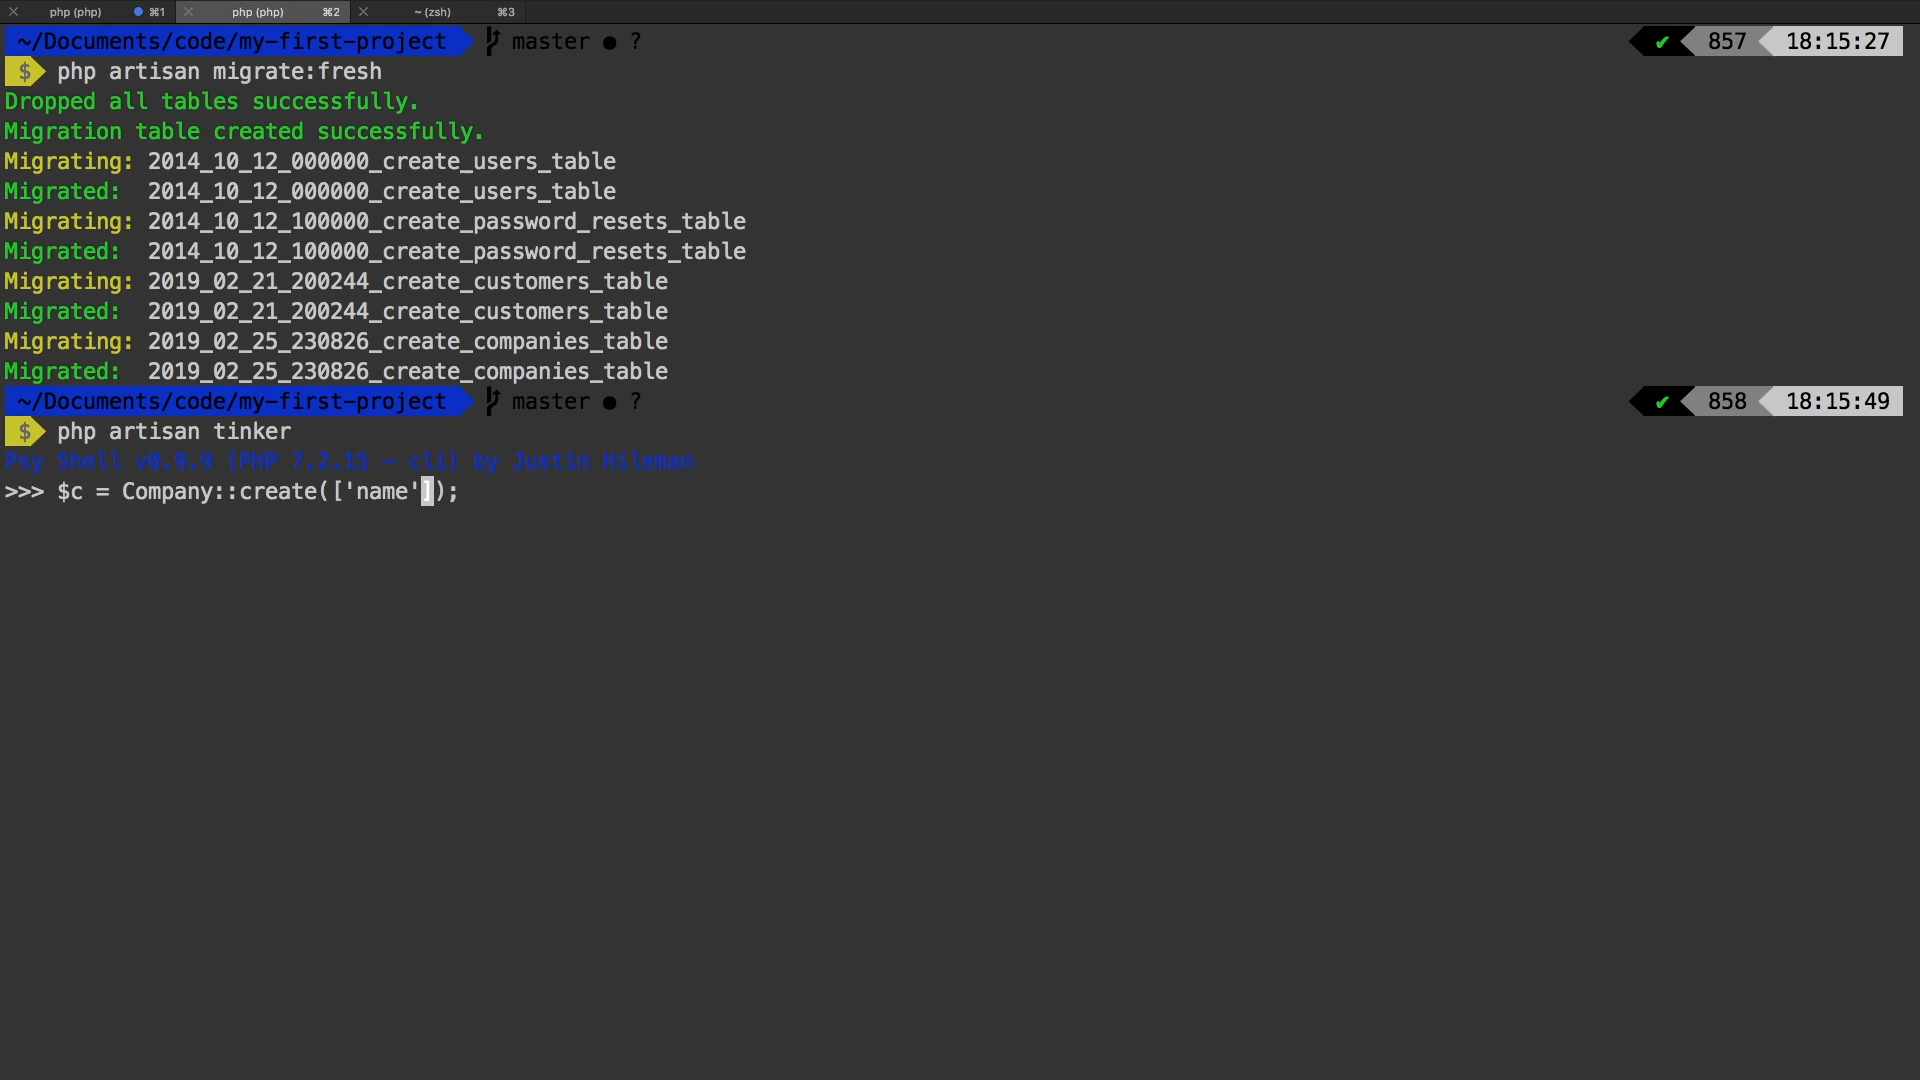 php (php) ⌘1 php (php) ⌘2 ~ (zsh) ⌘3
~/Documents/code/my-first-project master ● ? ✔ 857 18:15:27
$ php artisan migrate:fresh
Dropped all tables successfully.
Migration table created successfully.
Migrating: 2014_10_12_000000_create_users_table
Migrated:  2014_10_12_000000_create_users_table
Migrating: 2014_10_12_100000_create_password_resets_table
Migrated:  2014_10_12_100000_create_password_resets_table
Migrating: 2019_02_21_200244_create_customers_table
Migrated:  2019_02_21_200244_create_customers_table
Migrating: 2019_02_25_230826_create_companies_table
Migrated:  2019_02_25_230826_create_companies_table
~/Documents/code/my-first-project master ● ? ✔ 858 18:15:49
$ php artisan tinker
Psy Shell v0.9.9 (PHP 7.2.15 — cli) by Justin Hileman
>>> $c = Company::create(['name']);